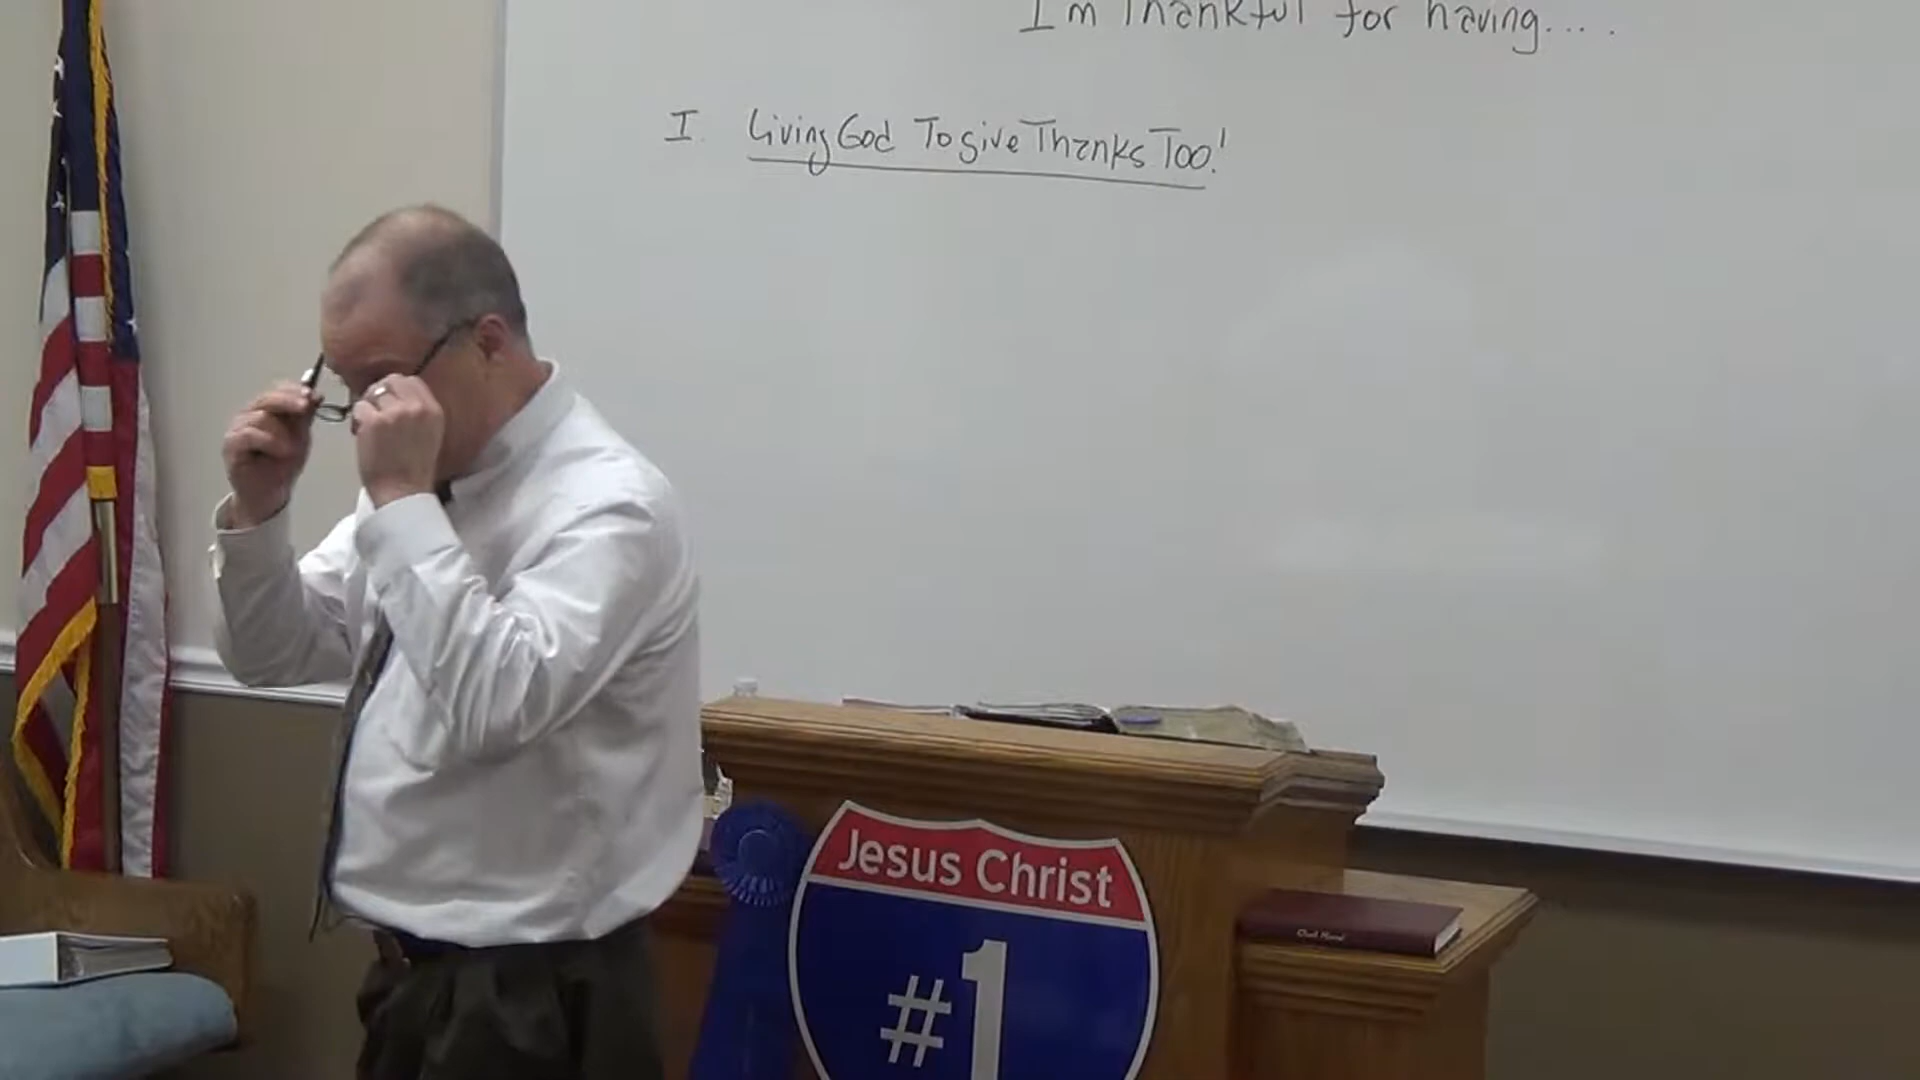 I'm Thankful for having....
I Living God To give Thanks Too!
Jesus Christ
#1